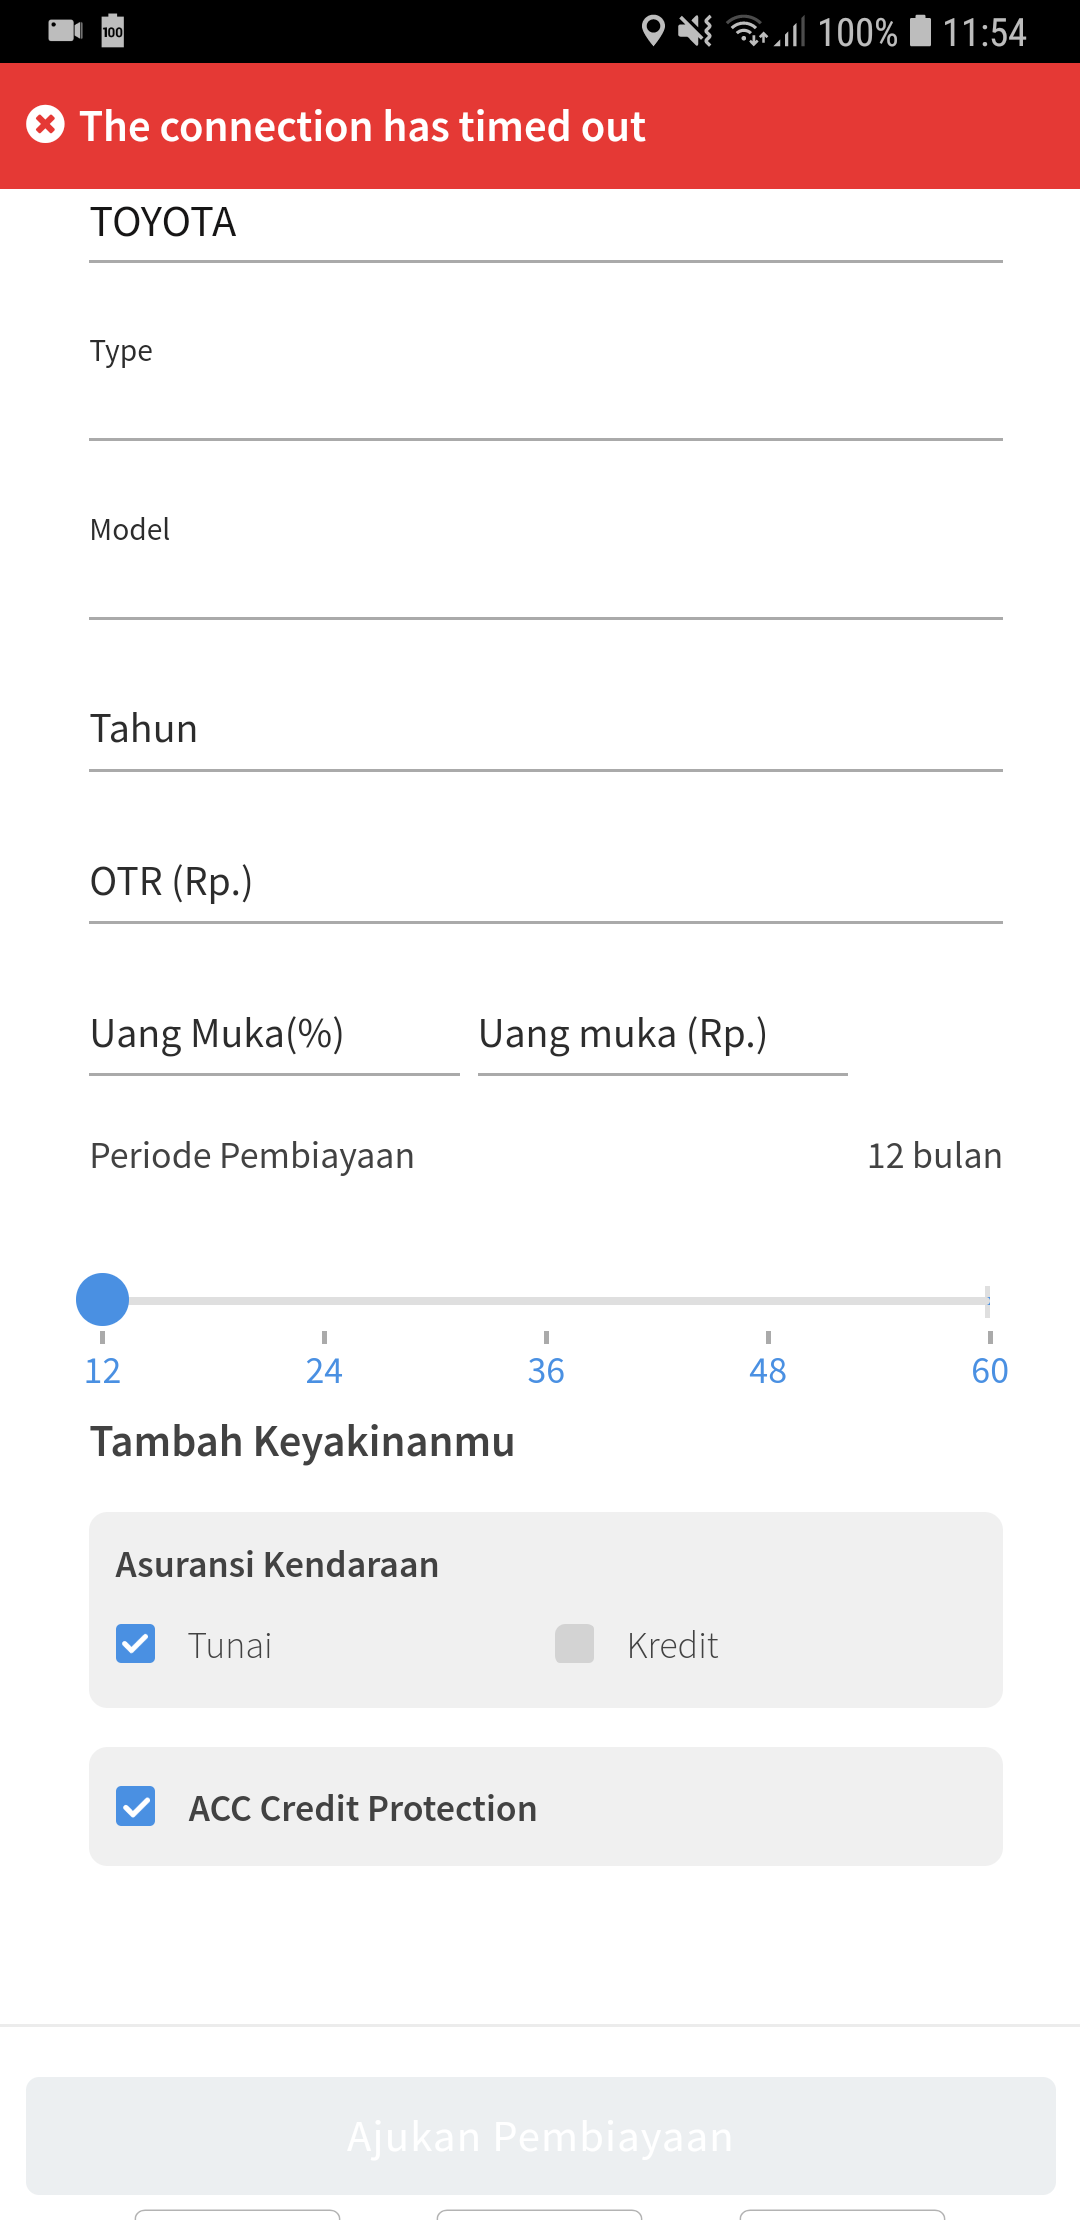 100 100% 11:54
The connection has timed out
TOYOTA
Type
Model
Tahun
OTR (Rp.)
Uang Muka(%) Uang muka (Rp.)
Periode Pembiayaan 12 bulan
12 24 36 48 60
Tambah Keyakinanmu
Asuransi Kendaraan
Tunai Kredit
ACC Credit Protection
Ajukan Pembiayaan